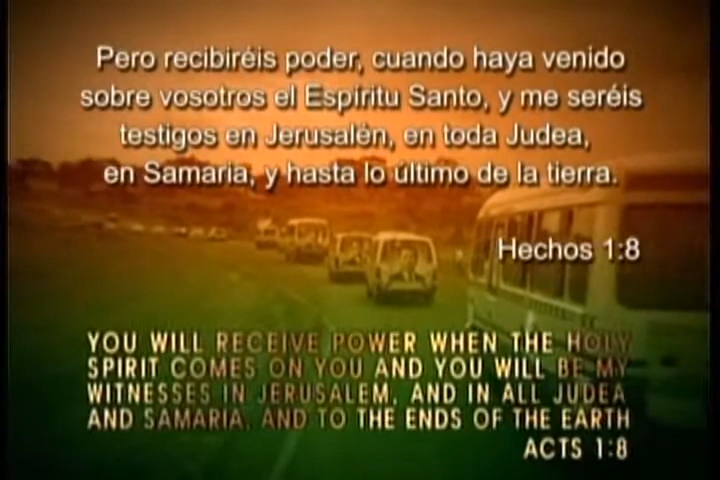 Pero recibiréis poder, cuando haya venido
sobre vosotros el Espíritu Santo, y me seréis
testigos en Jerusalén, en toda Judea,
en Samaria, y hasta lo último de la tierra.
Hechos 1:8
YOU WILL RECEIVE POWER WHEN THE HOLY
SPIRIT COMES ON YOU AND YOU WILL BE MY
WITNESSES IN JERUSALEM, AND IN ALL JUDEA
AND SAMARIA, AND TO THE ENDS OF THE EARTH
ACTS 1:8